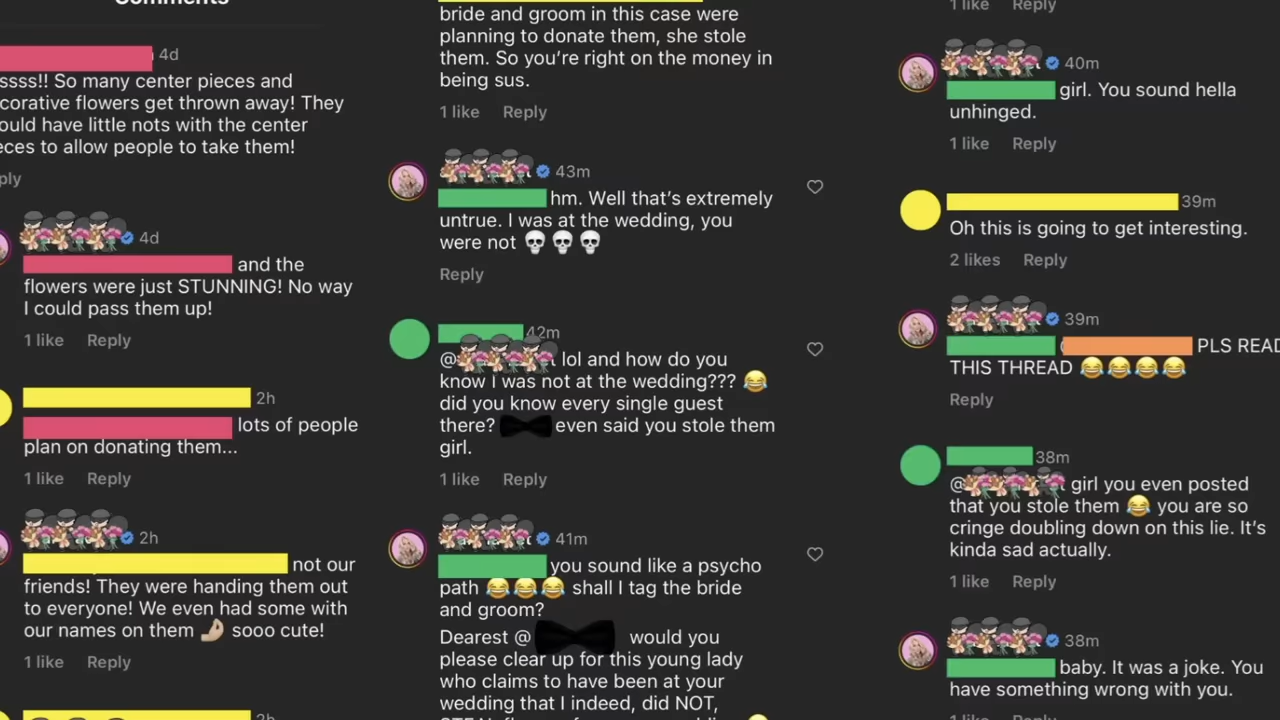 Comments
4d
ssss!! So many center pieces and
corative flowers get thrown away! They
ould have little nots with the center
eces to allow people to take them!
ply
4d
and the
flowers were just STUNNING! No way
I could pass them up!
1 like Reply
2h
lots of people
plan on donating them...
1 like Reply
2h
not our
friends! They were handing them out
to everyone! We even had some with
our names on them 🤌🏼 sooo cute!
1 like Reply
2h
bride and groom in this case were
planning to donate them, she stole
them. So you're right on the money in
being sus.
1 like Reply
43m
hm. Well that's extremely
untrue. I was at the wedding, you
were not 💀💀💀
Reply
42m
@ lol and how do you
know I was not at the wedding??? 😂
did you know every single guest
there? even said you stole them
girl.
1 like Reply
41m
you sound like a psycho
path 😂😂😂 shall I tag the bride
and groom?
Dearest @ would you
please clear up for this young lady
who claims to have been at your
wedding that I indeed, did NOT,
1 like Reply
40m
girl. You sound hella
unhinged.
1 like Reply
39m
Oh this is going to get interesting.
2 likes Reply
39m
PLS READ
THIS THREAD 😂😂😂😂
Reply
38m
@ girl you even posted
that you stole them 😂 you are so
cringe doubling down on this lie. It's
kinda sad actually.
1 like Reply
38m
baby. It was a joke. You
have something wrong with you.
1 like Reply